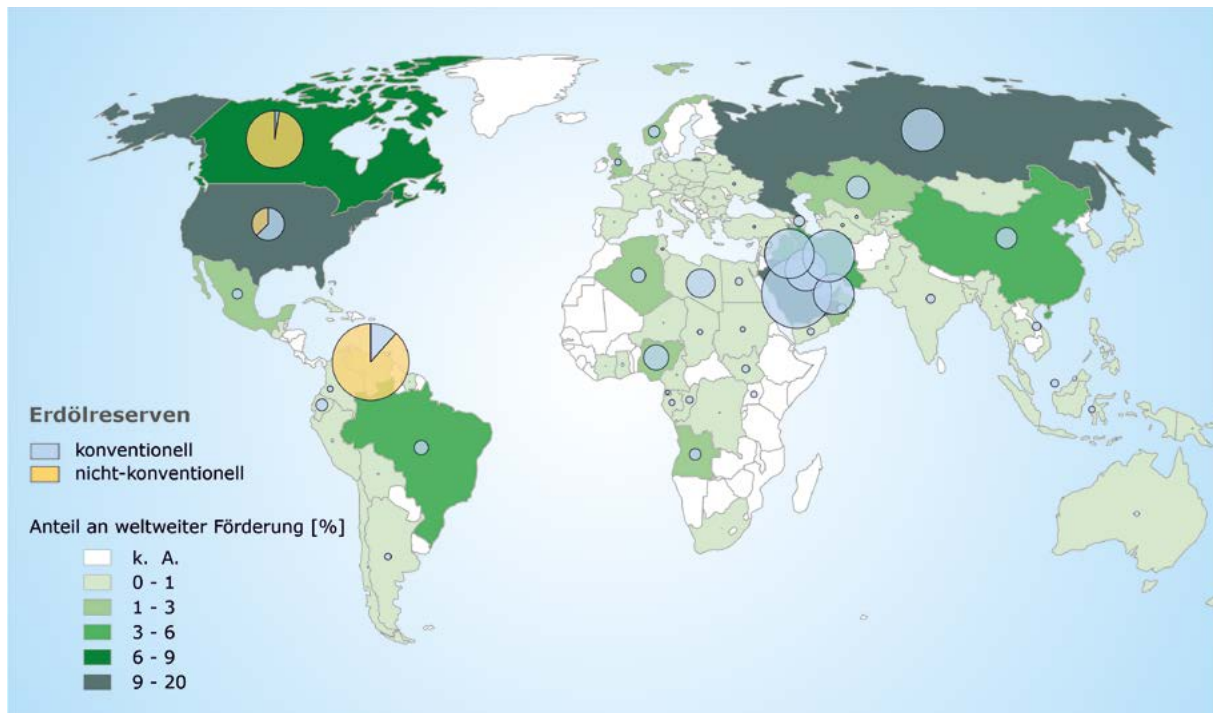 Erdölreserven
konventionell
nicht-konventionell
Anteil an weltweiter Förderung [%]
k. A.
0 - 1
1 - 3
3 - 6
6 - 9
9 - 20